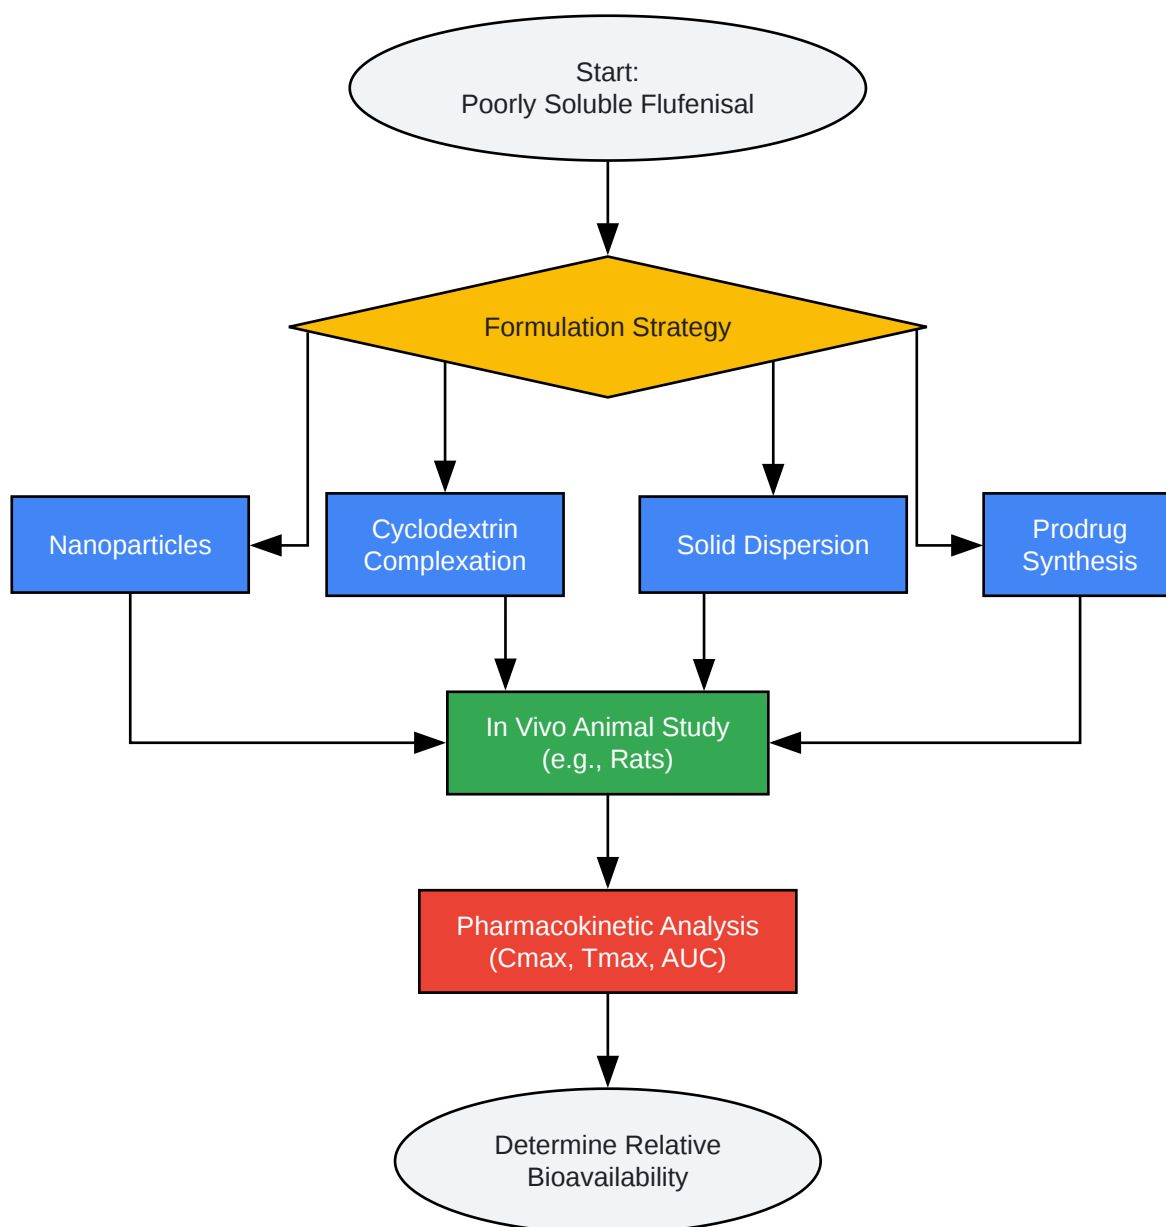 Start:
Poorly Soluble Flufenisal
Formulation Strategy
Nanoparticles
Cyclodextrin
Complexation
Solid Dispersion
Prodrug
Synthesis
In Vivo Animal Study
(e.g., Rats)
Pharmacokinetic Analysis
(Cmax, Tmax, AUC)
Determine Relative
Bioavailability